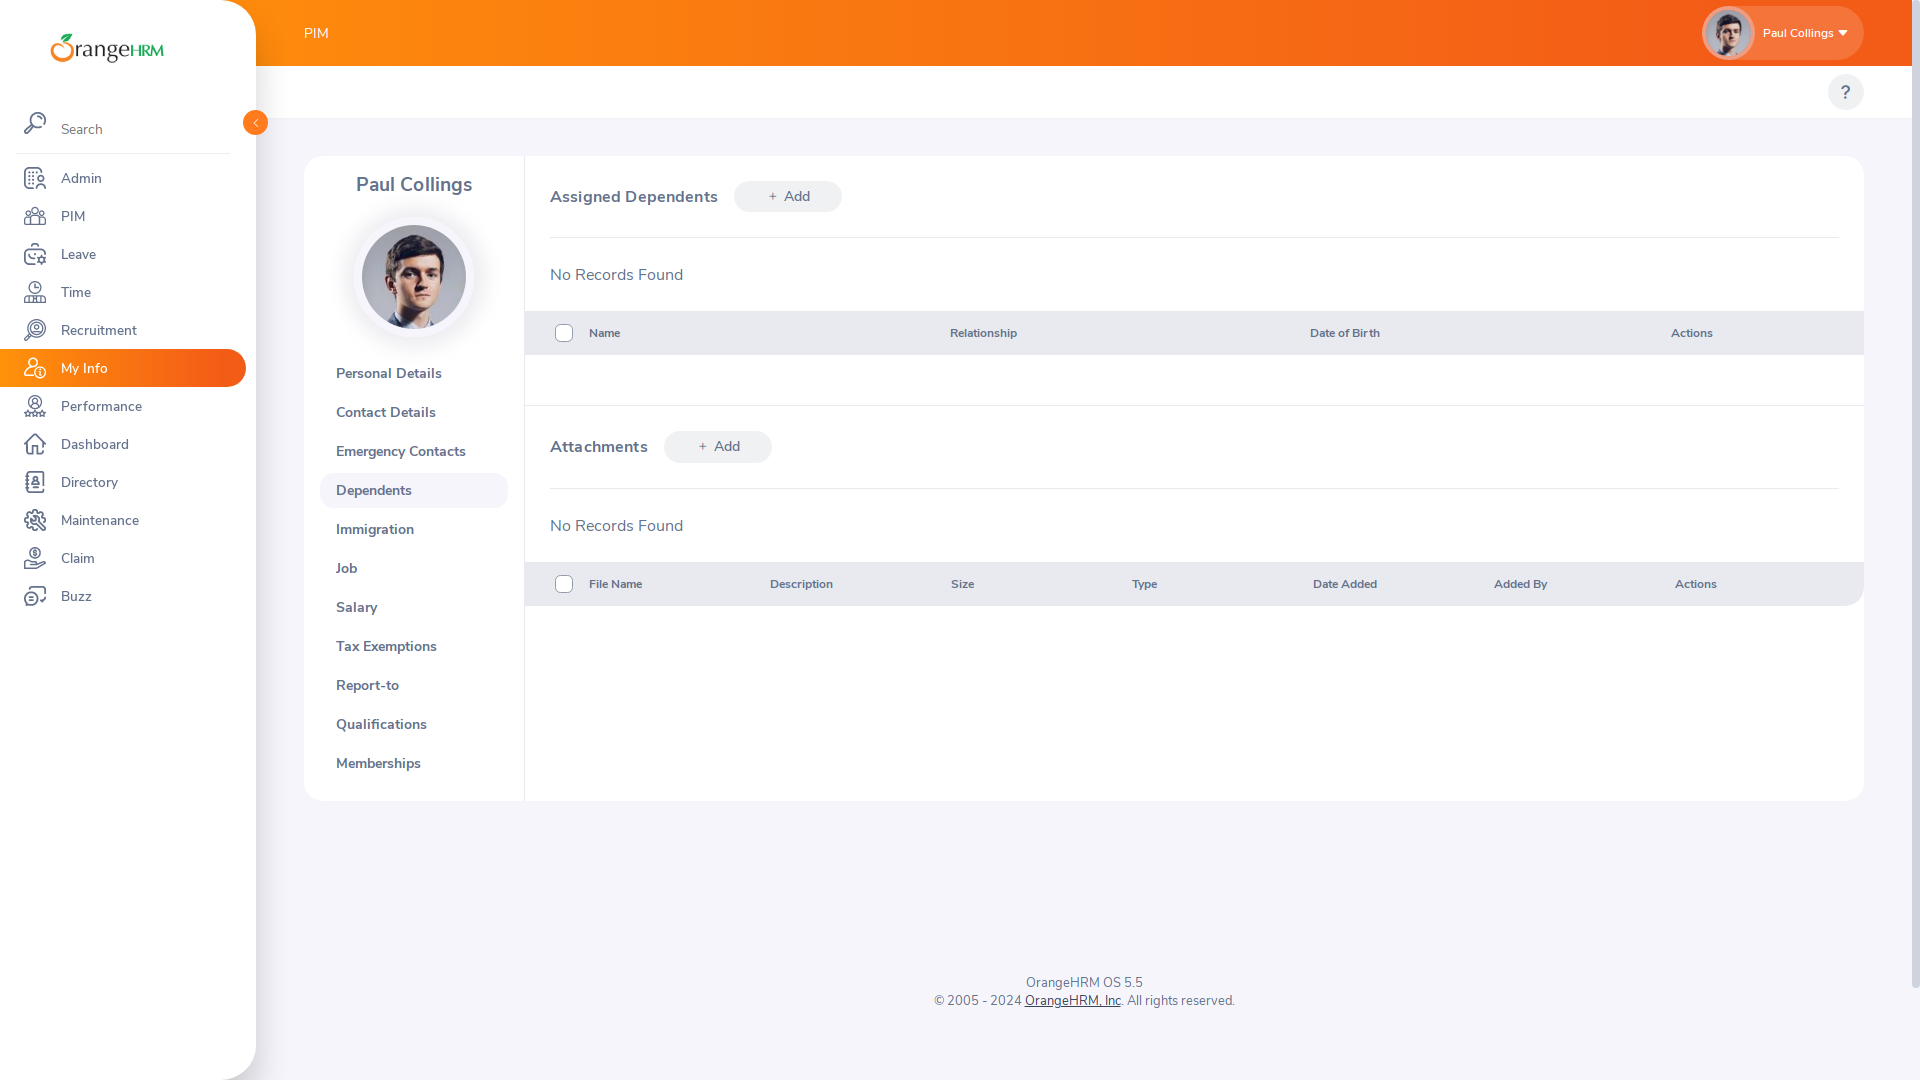 OrangeHRM
Search
Admin
PIM
Leave
Time
Recruitment
My Info
Performance
Dashboard
Directory
Maintenance
Claim
Buzz
PIM
Paul Collings
?
Paul Collings
Personal Details
Contact Details
Emergency Contacts
Dependents
Immigration
Job
Salary
Tax Exemptions
Report-to
Qualifications
Memberships
Assigned Dependents + Add
No Records Found
Name Relationship Date of Birth Actions
Attachments + Add
No Records Found
File Name Description Size Type Date Added Added By Actions
OrangeHRM OS 5.5
© 2005 - 2024 OrangeHRM, Inc. All rights reserved.